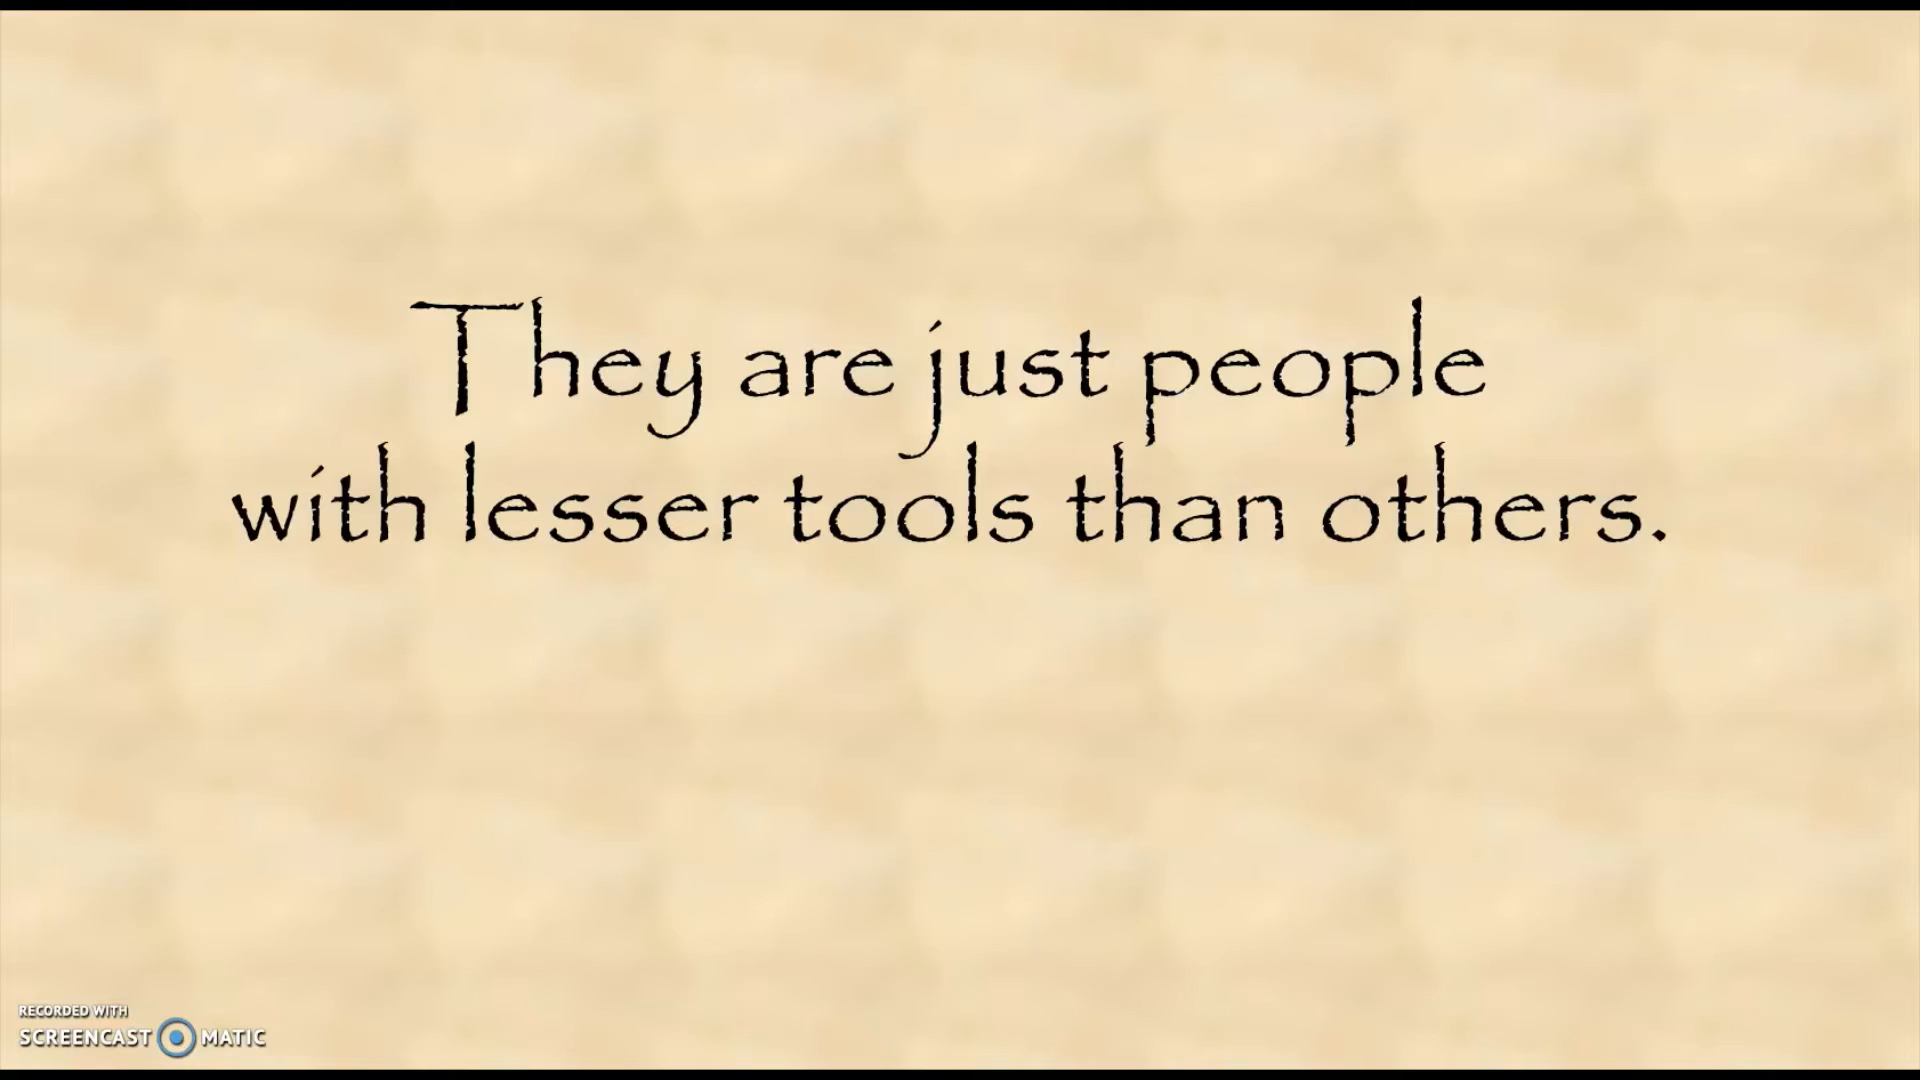 They are just people
with lesser tools than others.
RECORDED WITH
SCREENCAST MATIC